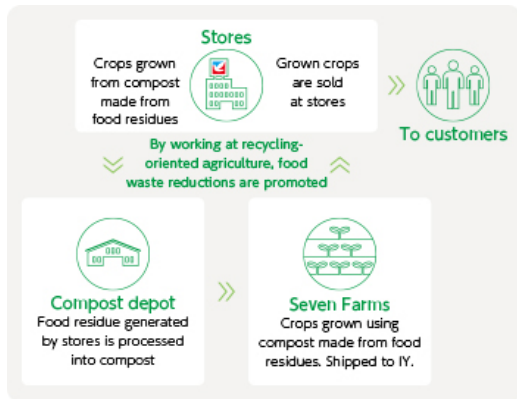 Stores
Crops grown
from compost
made from
food residues
Grown crops
are sold
at stores
To customers
By working at recycling-
oriented agriculture, food
waste reductions are promoted
Compost depot
Food residue generated
by stores is processed
into compost
Seven Farms
Crops grown using
compost made from food
residues. Shipped to IY.